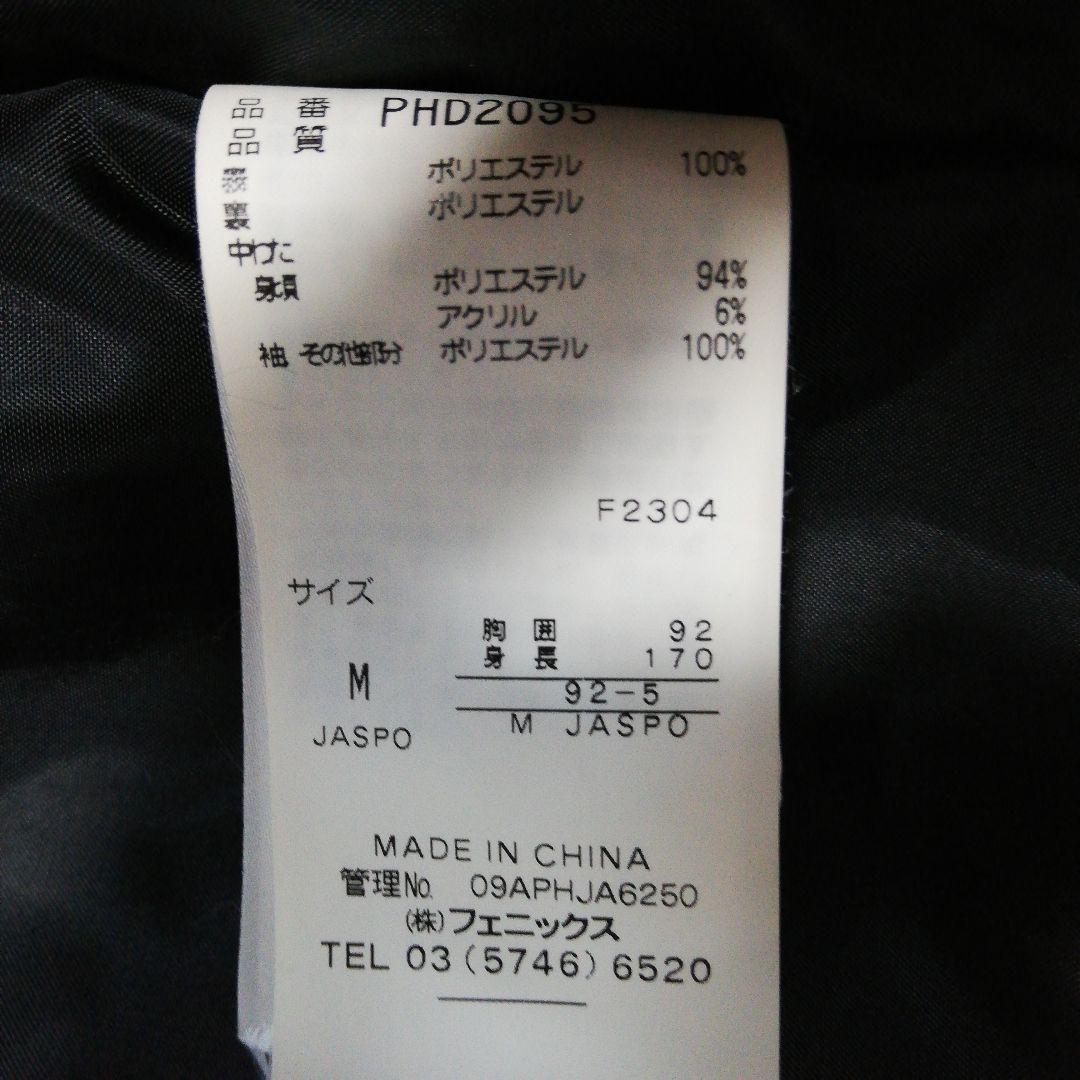 品 番 PHD2095
品 質
ポリエステル 100%
裏 ポリエステル
中わた
身頃 ポリエステル 94%
アクリル 6%
袖 その他部分 ポリエステル 100%
F2304
サイズ
胸 囲 92
身 長 170
M 92-5
JASPO M JASPO
MADE IN CHINA
管理No. 09APHJA6250
(株)フェニックス
TEL 03(5746)6520